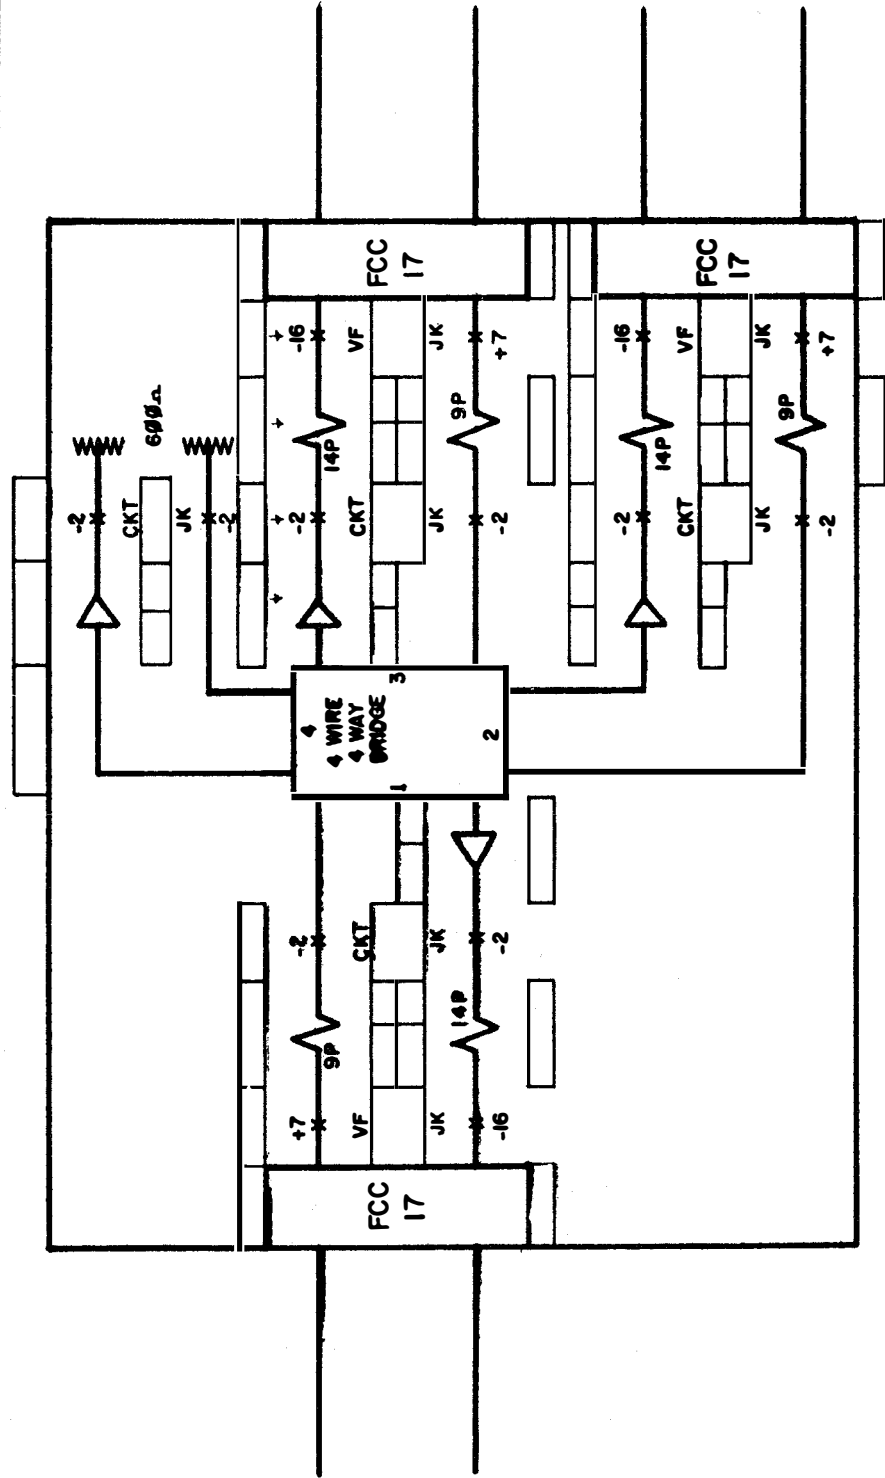 -2
CKT
JK
-2
600Ω
-2
CKT
JK
-2
14P
9P
-16
VF
JK
+7
FCC
17
-2
CKT
JK
-2
14P
9P
-16
VF
JK
+7
FCC
17
4
4 WIRE
4 WAY
BRIDGE
1
3
2
-2
CKT
JK
-2
9P
14P
+7
VF
JK
-16
FCC
17